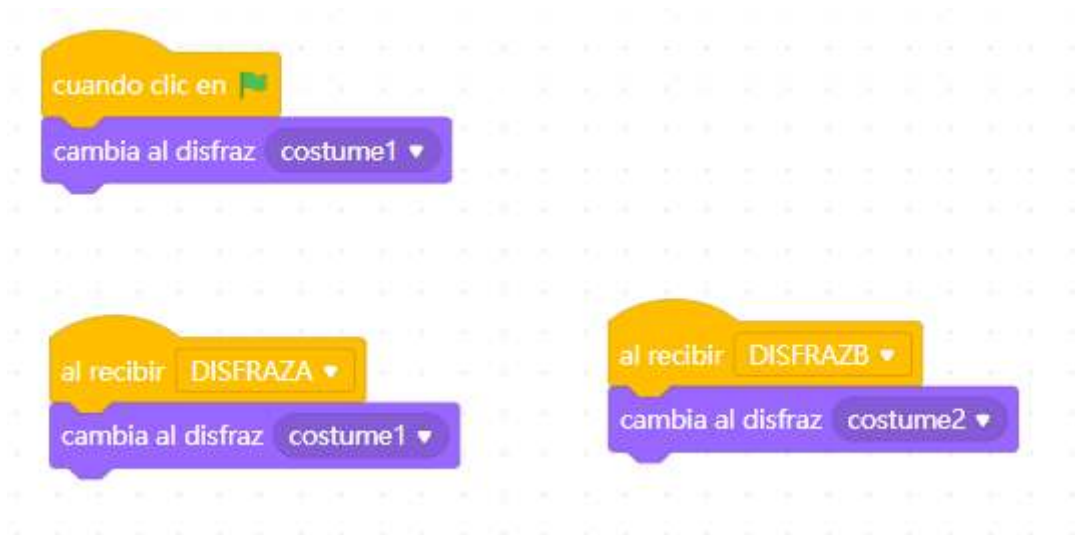 cuando clic en
cambia al disfraz costume1
al recibir DISFRAZA
cambia al disfraz costume1
al recibir DISFRAZB
cambia al disfraz costume2